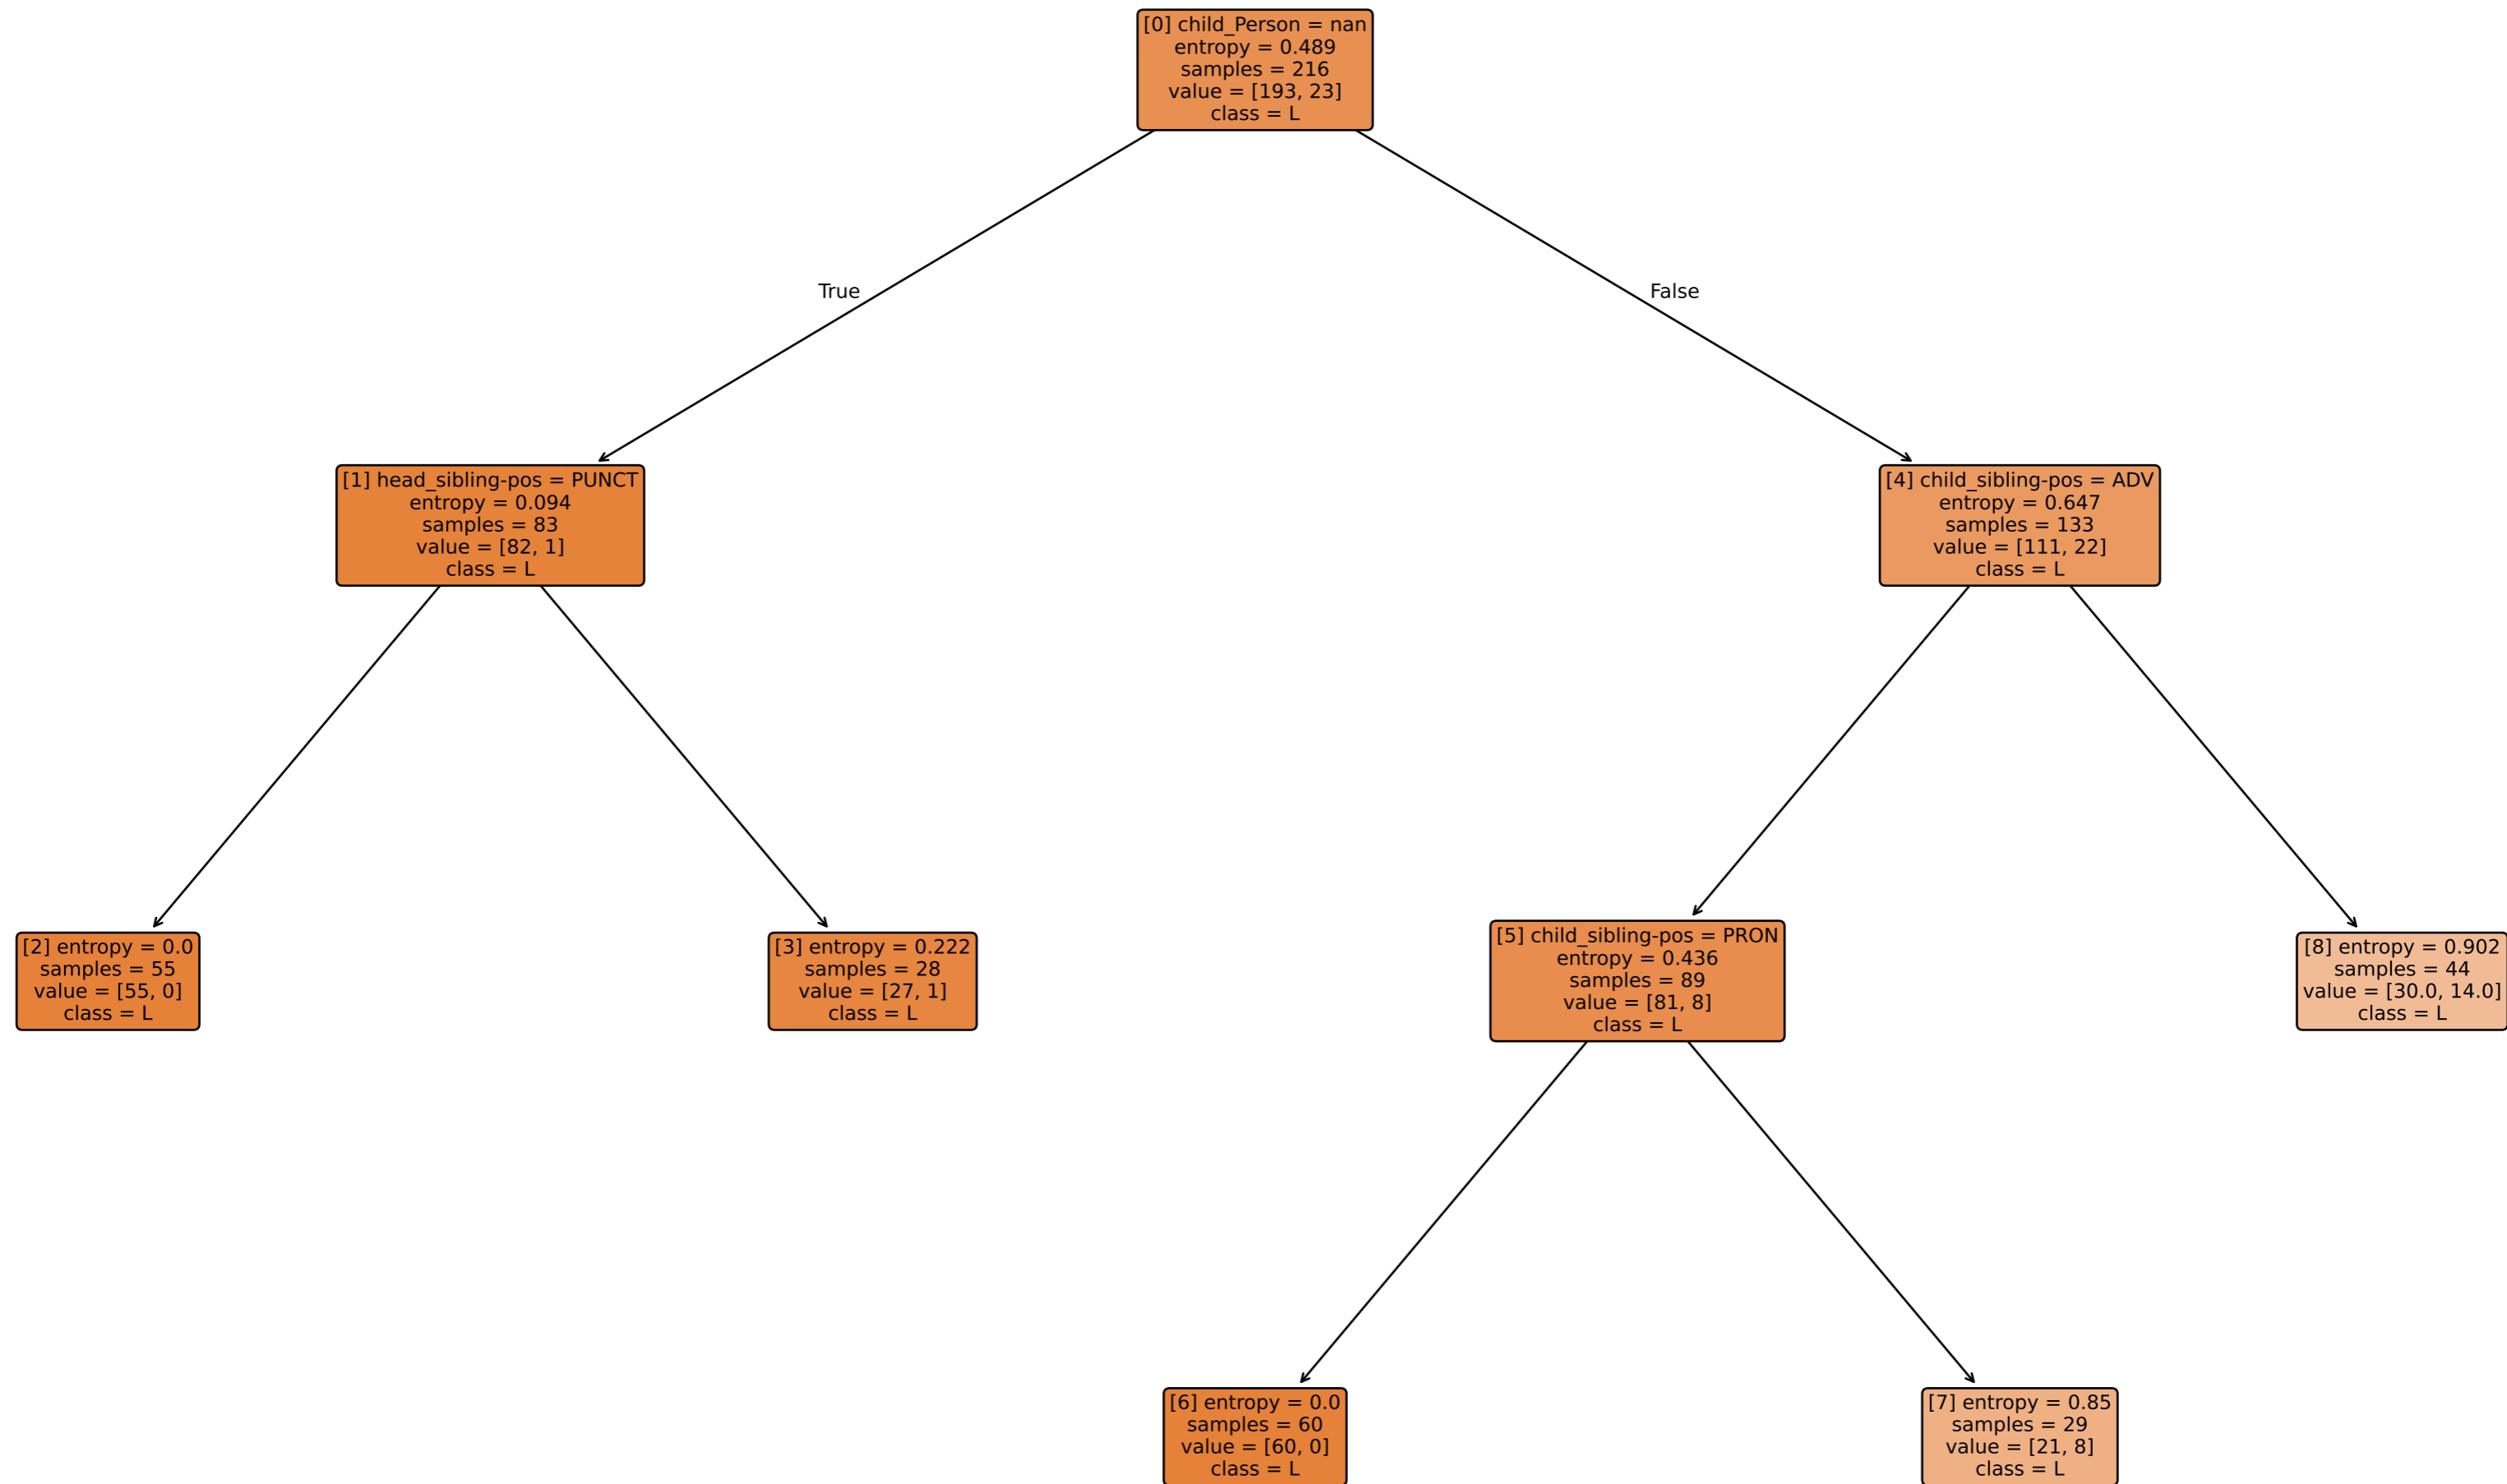 [0] child_Person = nan
entropy = 0.489
samples = 216
value = [193, 23]
class = L
True
False
[1] head_sibling-pos = PUNCT
entropy = 0.094
samples = 83
value = [82, 1]
class = L
[4] child_sibling-pos = ADV
entropy = 0.647
samples = 133
value = [111, 22]
class = L
[2] entropy = 0.0
samples = 55
value = [55, 0]
class = L
[3] entropy = 0.222
samples = 28
value = [27, 1]
class = L
[5] child_sibling-pos = PRON
entropy = 0.436
samples = 89
value = [81, 8]
class = L
[8] entropy = 0.902
samples = 44
value = [30.0, 14.0]
class = L
[6] entropy = 0.0
samples = 60
value = [60, 0]
class = L
[7] entropy = 0.85
samples = 29
value = [21, 8]
class = L